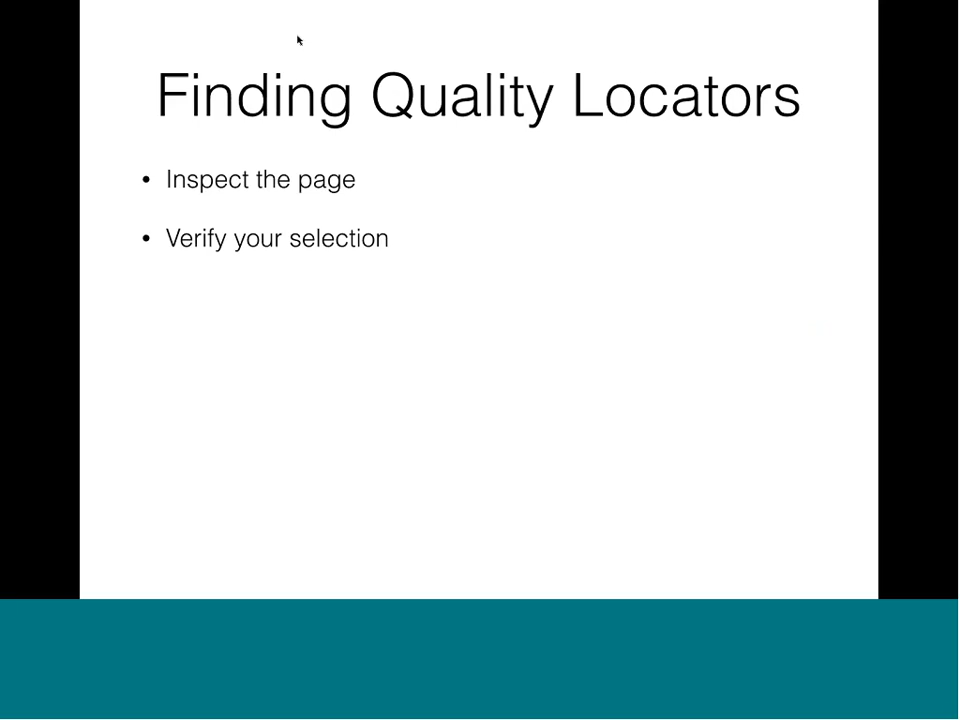 Finding Quality Locators
• Inspect the page
• Verify your selection